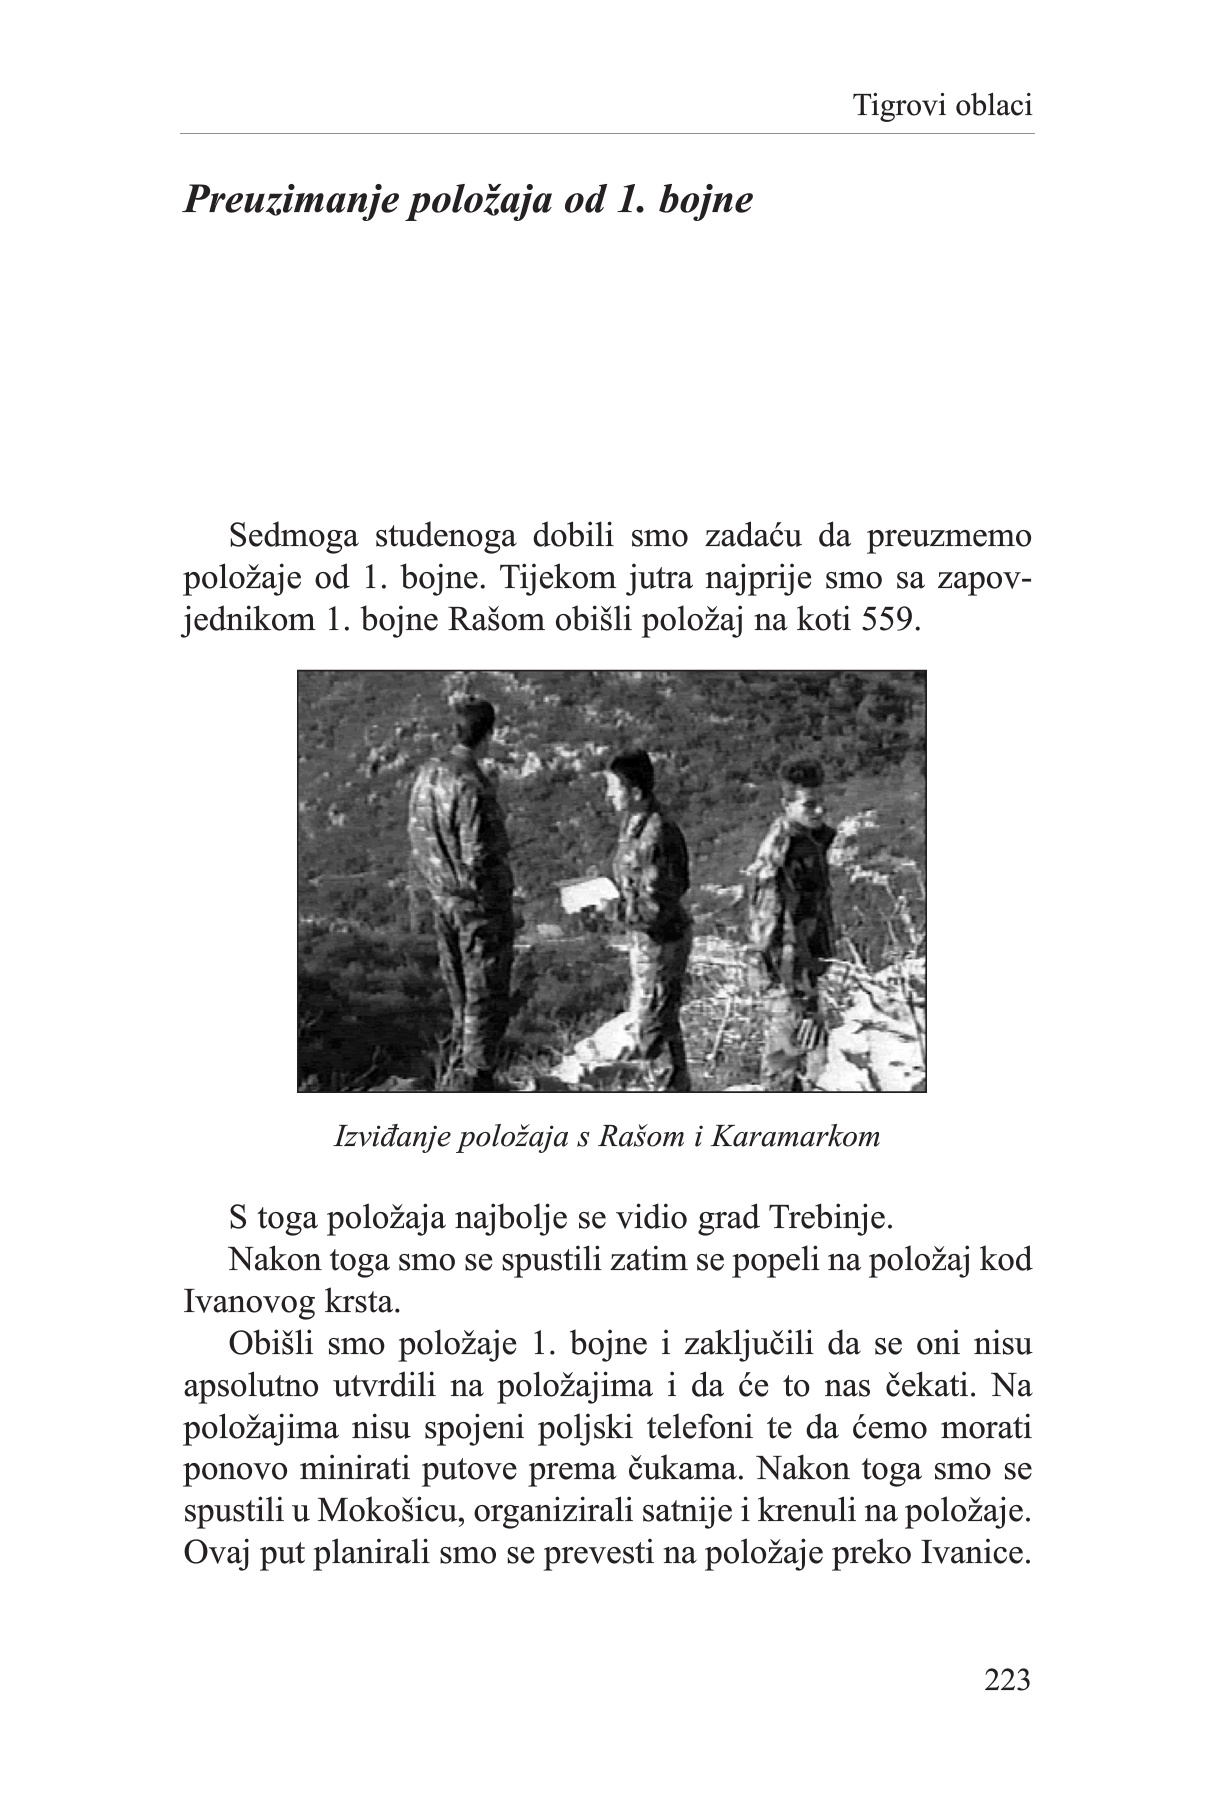 Tigrovi oblaci
Preuzimanje položaja od 1. bojne
Sedmoga studenoga dobili smo zadaću da preuzmemo
položaje od 1. bojne. Tijekom jutra najprije smo sa zapov-
jednikom 1. bojne Rašom obišli položaj na koti 559.
Izviđanje položaja s Rašom i Karamarkom
S toga položaja najbolje se vidio grad Trebinje.
Nakon toga smo se spustili zatim se popeli na položaj kod
Ivanovog krsta.
Obišli smo položaje 1. bojne i zaključili da se oni nisu
apsolutno utvrdili na položajima i da će to nas čekati. Na
položajima nisu spojeni poljski telefoni te da ćemo morati
ponovo minirati putove prema čukama. Nakon toga smo se
spustili u Mokošicu, organizirali satnije i krenuli na položaje.
Ovaj put planirali smo se prevesti na položaje preko Ivanice.
223